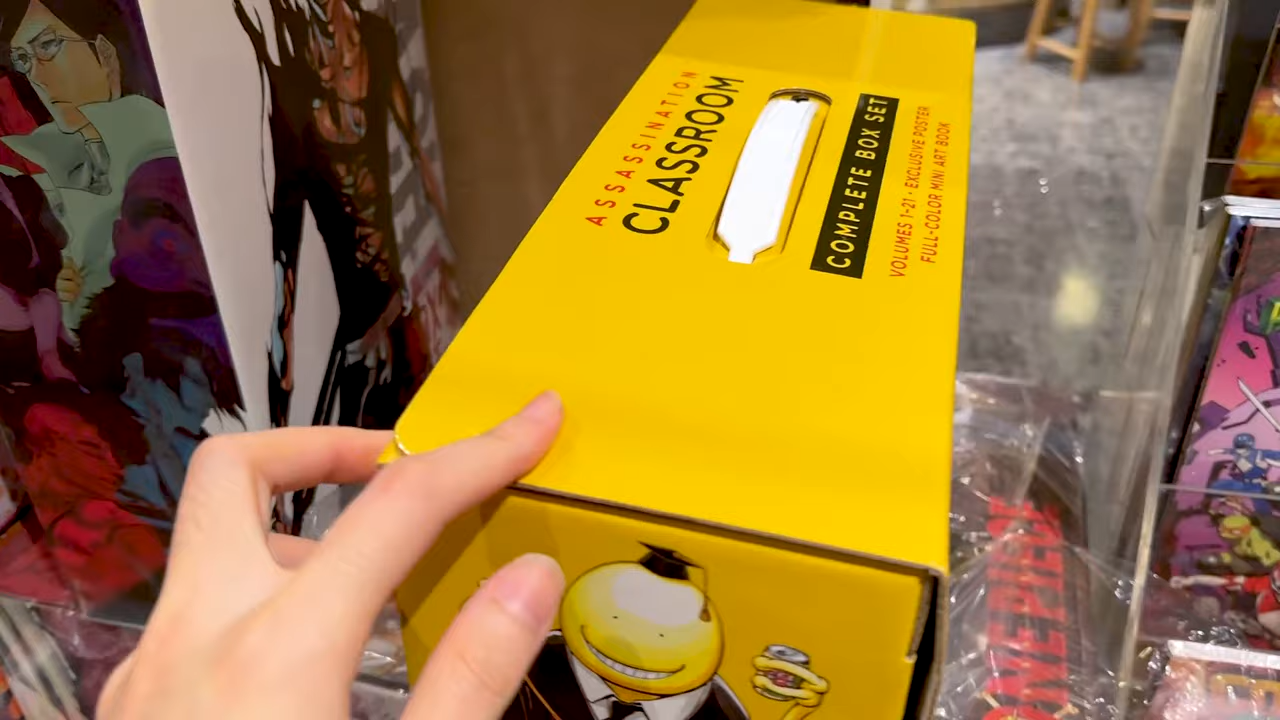 ASSASSINATION
CLASSROOM
COMPLETE BOX SET
VOLUMES 1-21 • EXCLUSIVE POSTER
FULL-COLOR MINI ART BOOK
ONE PIECE